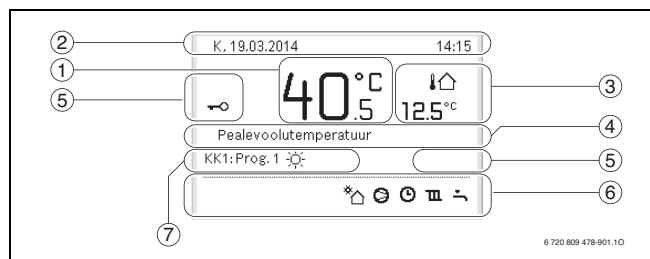 K, 19.03.2014 14:15
2
1
40.5 °C
3
5
12.5 °C
4
Pealevoolutemperatuur
KK1: Prog. 1
5
6
7
6 720 809 478-901.1O